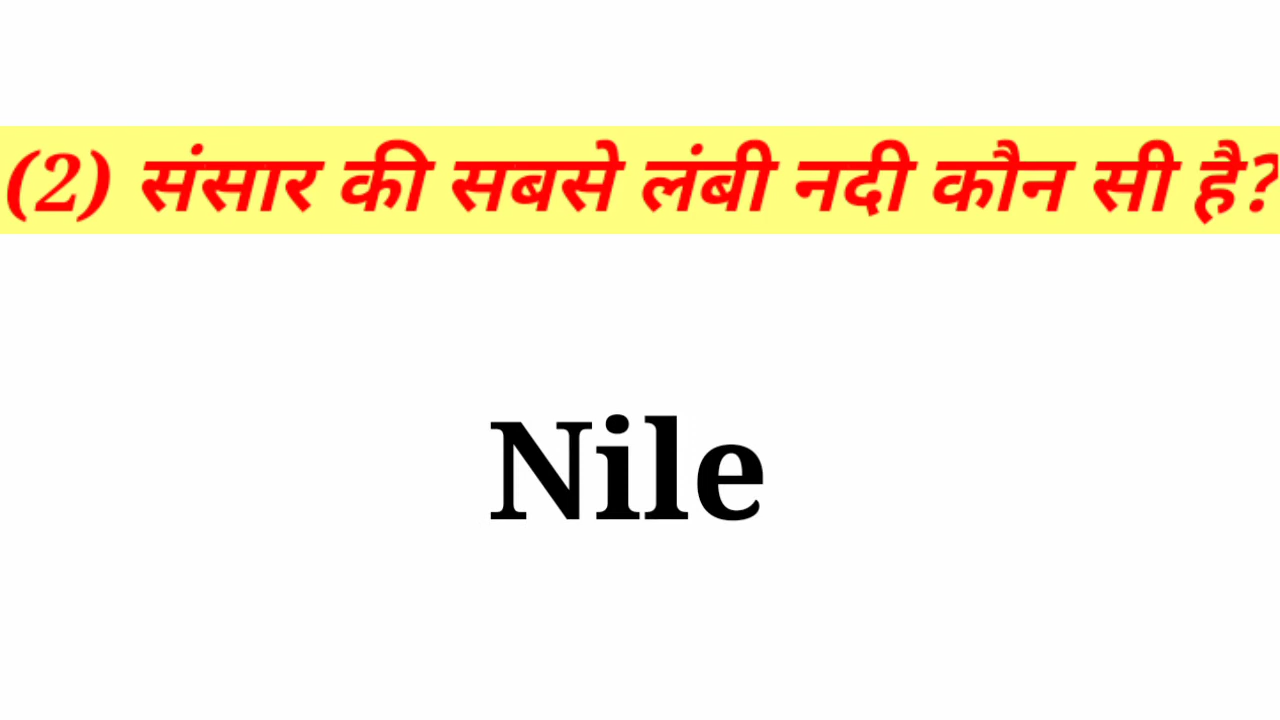 (2) संसार की सबसे लंबी नदी कौन सी है?
Nile